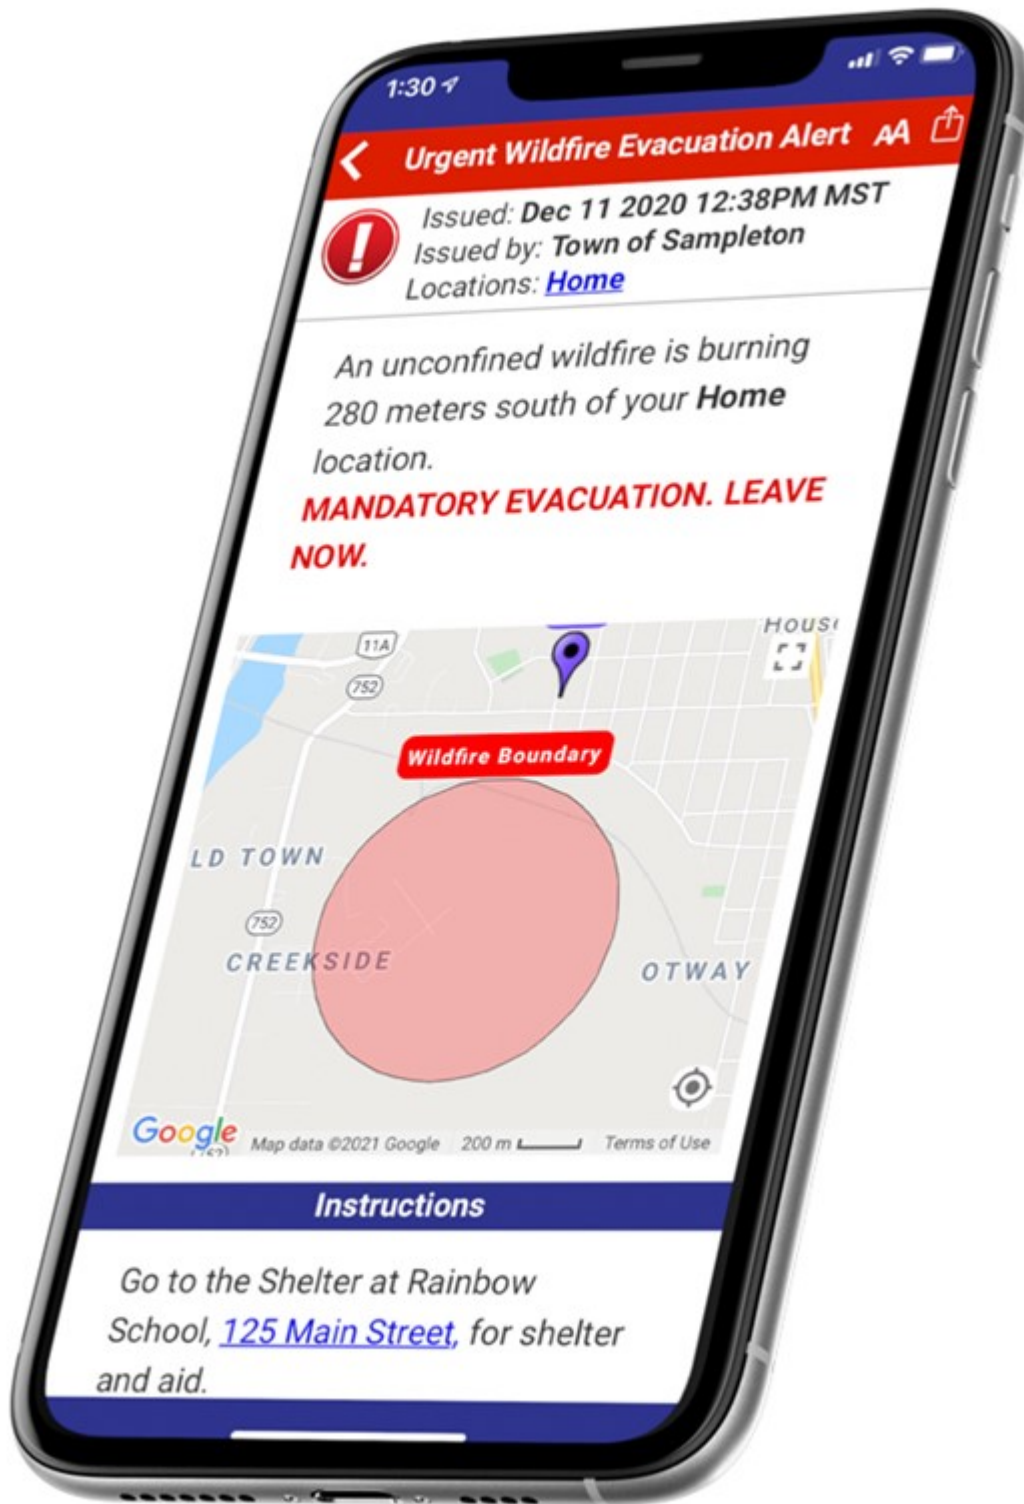 1:30
Urgent Wildfire Evacuation Alert AA
Issued: Dec 11 2020 12:38PM MST
Issued by: Town of Sampleton
Locations: Home
An unconfined wildfire is burning
280 meters south of your Home
location.
MANDATORY EVACUATION. LEAVE
NOW.
Hous
11A
752
Wildfire Boundary
LD TOWN
752
CREEKSIDE
OTWAY
Google Map data ©2021 Google 200 m Terms of Use
Instructions
Go to the Shelter at Rainbow
School, 125 Main Street, for shelter
and aid.